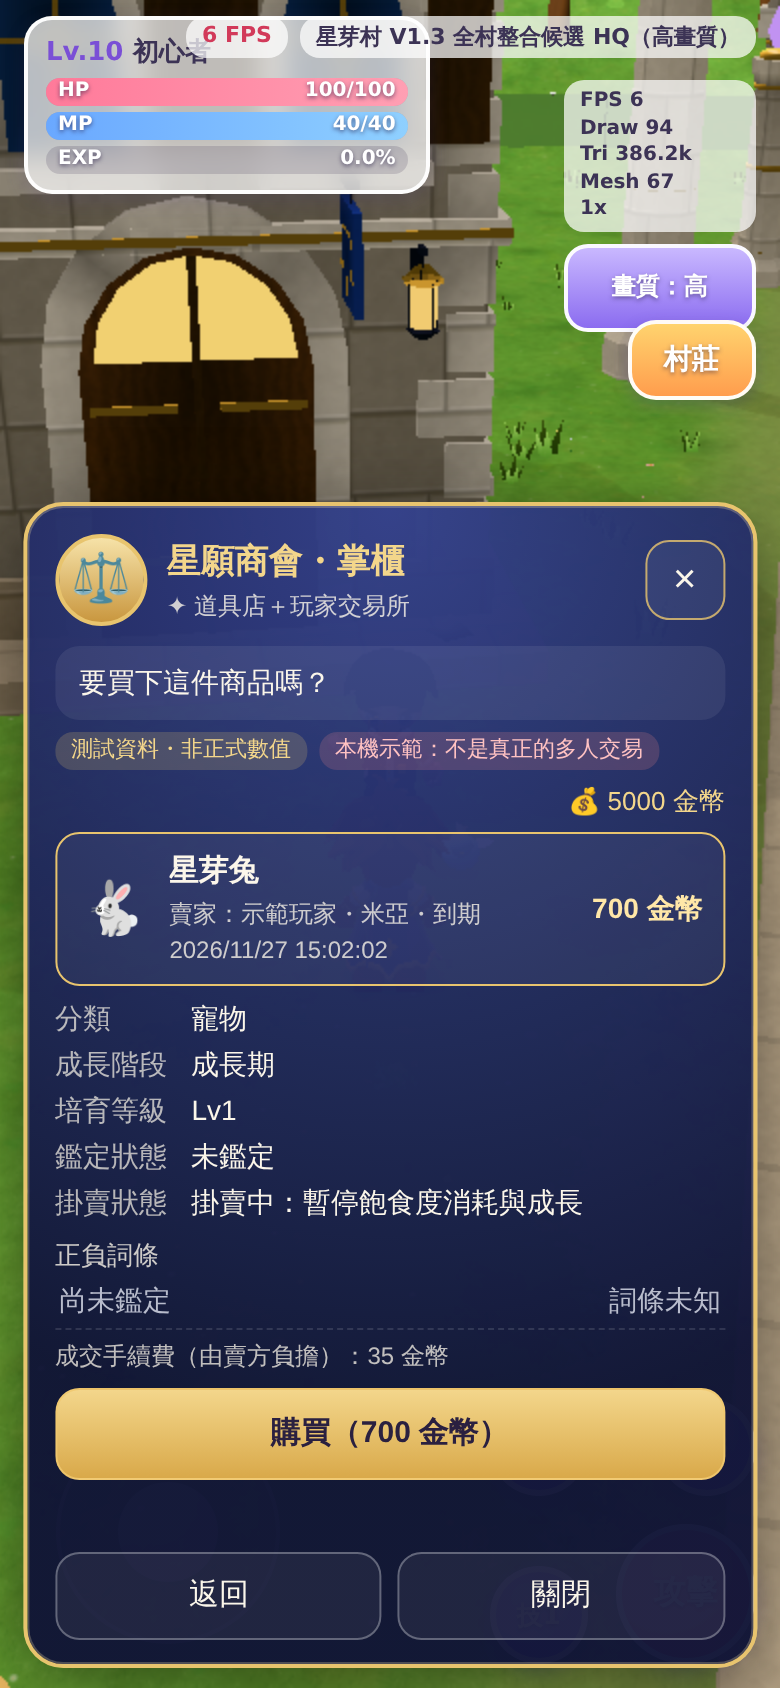 Lv.10 初心者
6 FPS
星芽村 V1.3 全村整合候選 HQ（高畫質）
HP 100/100
MP 40/40
EXP 0.0%
FPS 6
Draw 94
Tri 386.2k
Mesh 67
1x
畫質：高
村莊
星願商會・掌櫃
✦ 道具店＋玩家交易所
×
要買下這件商品嗎？
測試資料・非正式數值
本機示範：不是真正的多人交易
💰 5000 金幣
星芽兔
賣家：示範玩家・米亞・到期
2026/11/27 15:02:02
700 金幣
分類 寵物
成長階段 成長期
培育等級 Lv1
鑑定狀態 未鑑定
掛賣狀態 掛賣中：暫停飽食度消耗與成長
正負詞條
尚未鑑定 詞條未知
成交手續費（由賣方負擔）：35 金幣
購買（700 金幣）
返回
關閉